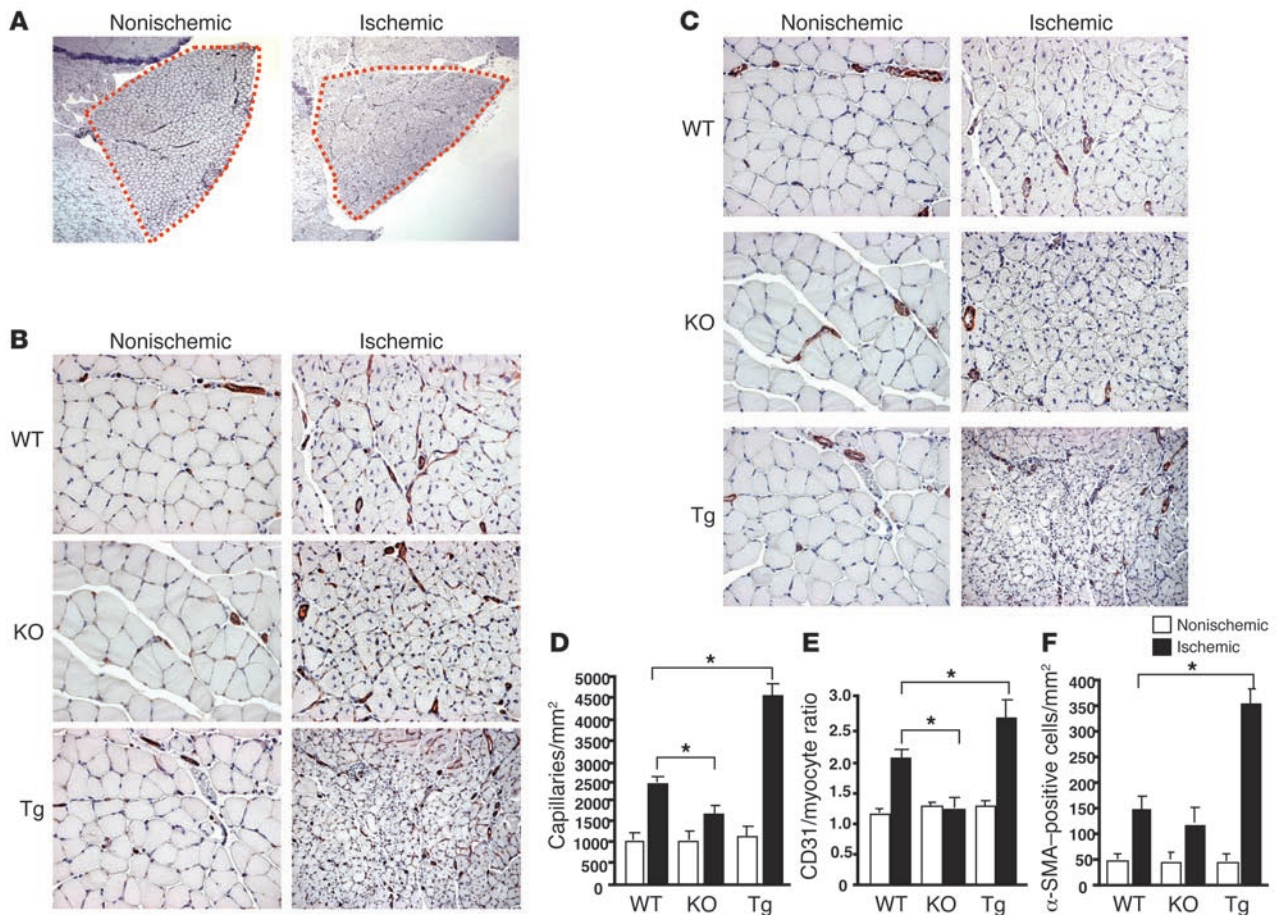 A
Nonischemic
Ischemic
B
Nonischemic
Ischemic
WT
KO
Tg
C
Nonischemic
Ischemic
WT
KO
Tg
D
Capillaries/mm²
5000
4500
4000
3500
3000
2500
2000
1500
1000
500
0
*
*
WT KO Tg
E
CD31/myocyte ratio
3.0
2.5
2.0
1.5
1.0
0.5
0
*
*
WT KO Tg
F
Nonischemic
Ischemic
α-SMA–positive cells/mm²
400
350
300
250
200
150
100
50
0
*
WT KO Tg